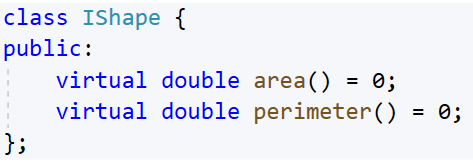 class IShape {
public:
    virtual double area() = 0;
    virtual double perimeter() = 0;
};